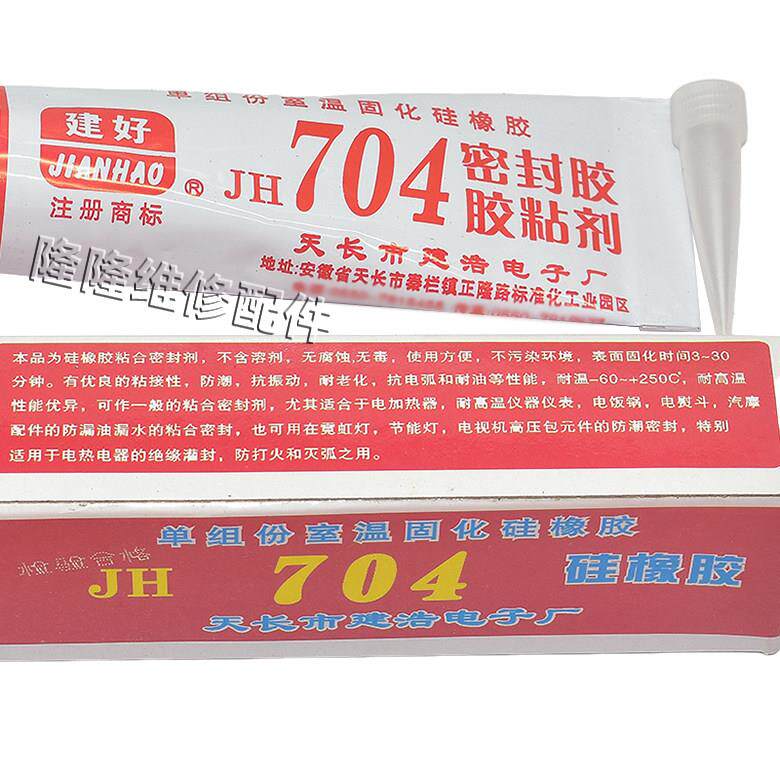 单组份室温固化硅橡胶
建好
JIANHAO
®
注册商标
JH704 密封胶
胶粘剂
天长市建浩电子厂
地址:安徽省天长市秦栏镇正隆路标准化工业园区
隆隆维修配件
本品为硅橡胶粘合密封剂，不含溶剂，无腐蚀,无毒，使用方便，不污染环境，表面固化时间3~30
分钟。有优良的粘接性，防潮，抗振动，耐老化，抗电弧和耐油等性能，耐温-60~+250C°，耐高温
性能优异，可作一般的粘合密封剂，尤其适合于电加热器，耐高温仪器仪表，电饭锅，电熨斗，汽摩
配件的防漏油漏水的粘合密封，也可用在霓虹灯，节能灯，电视机高压包元件的防潮密封，特别
适用于电热电器的绝缘灌封，防打火和灭弧之用。
单组份室温固化硅橡胶
JH 704 硅橡胶
天长市建浩电子厂